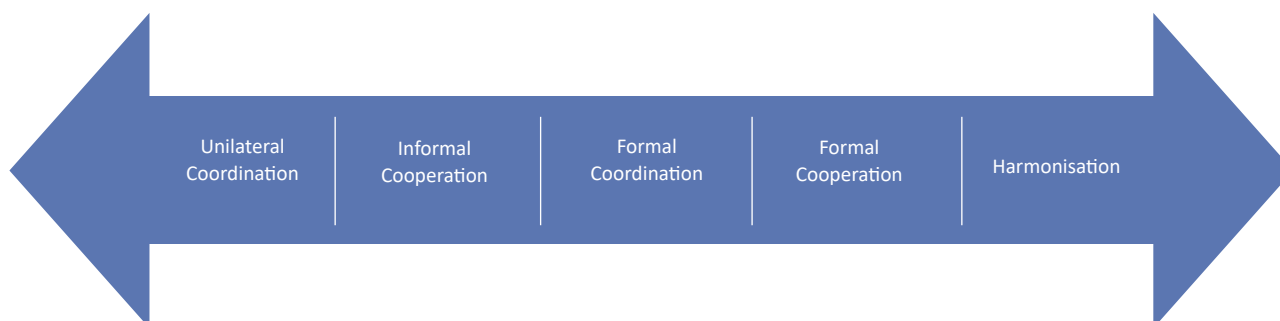 Unilateral
Coordination
Informal
Cooperation
Formal
Coordination
Formal
Cooperation
Harmonisation